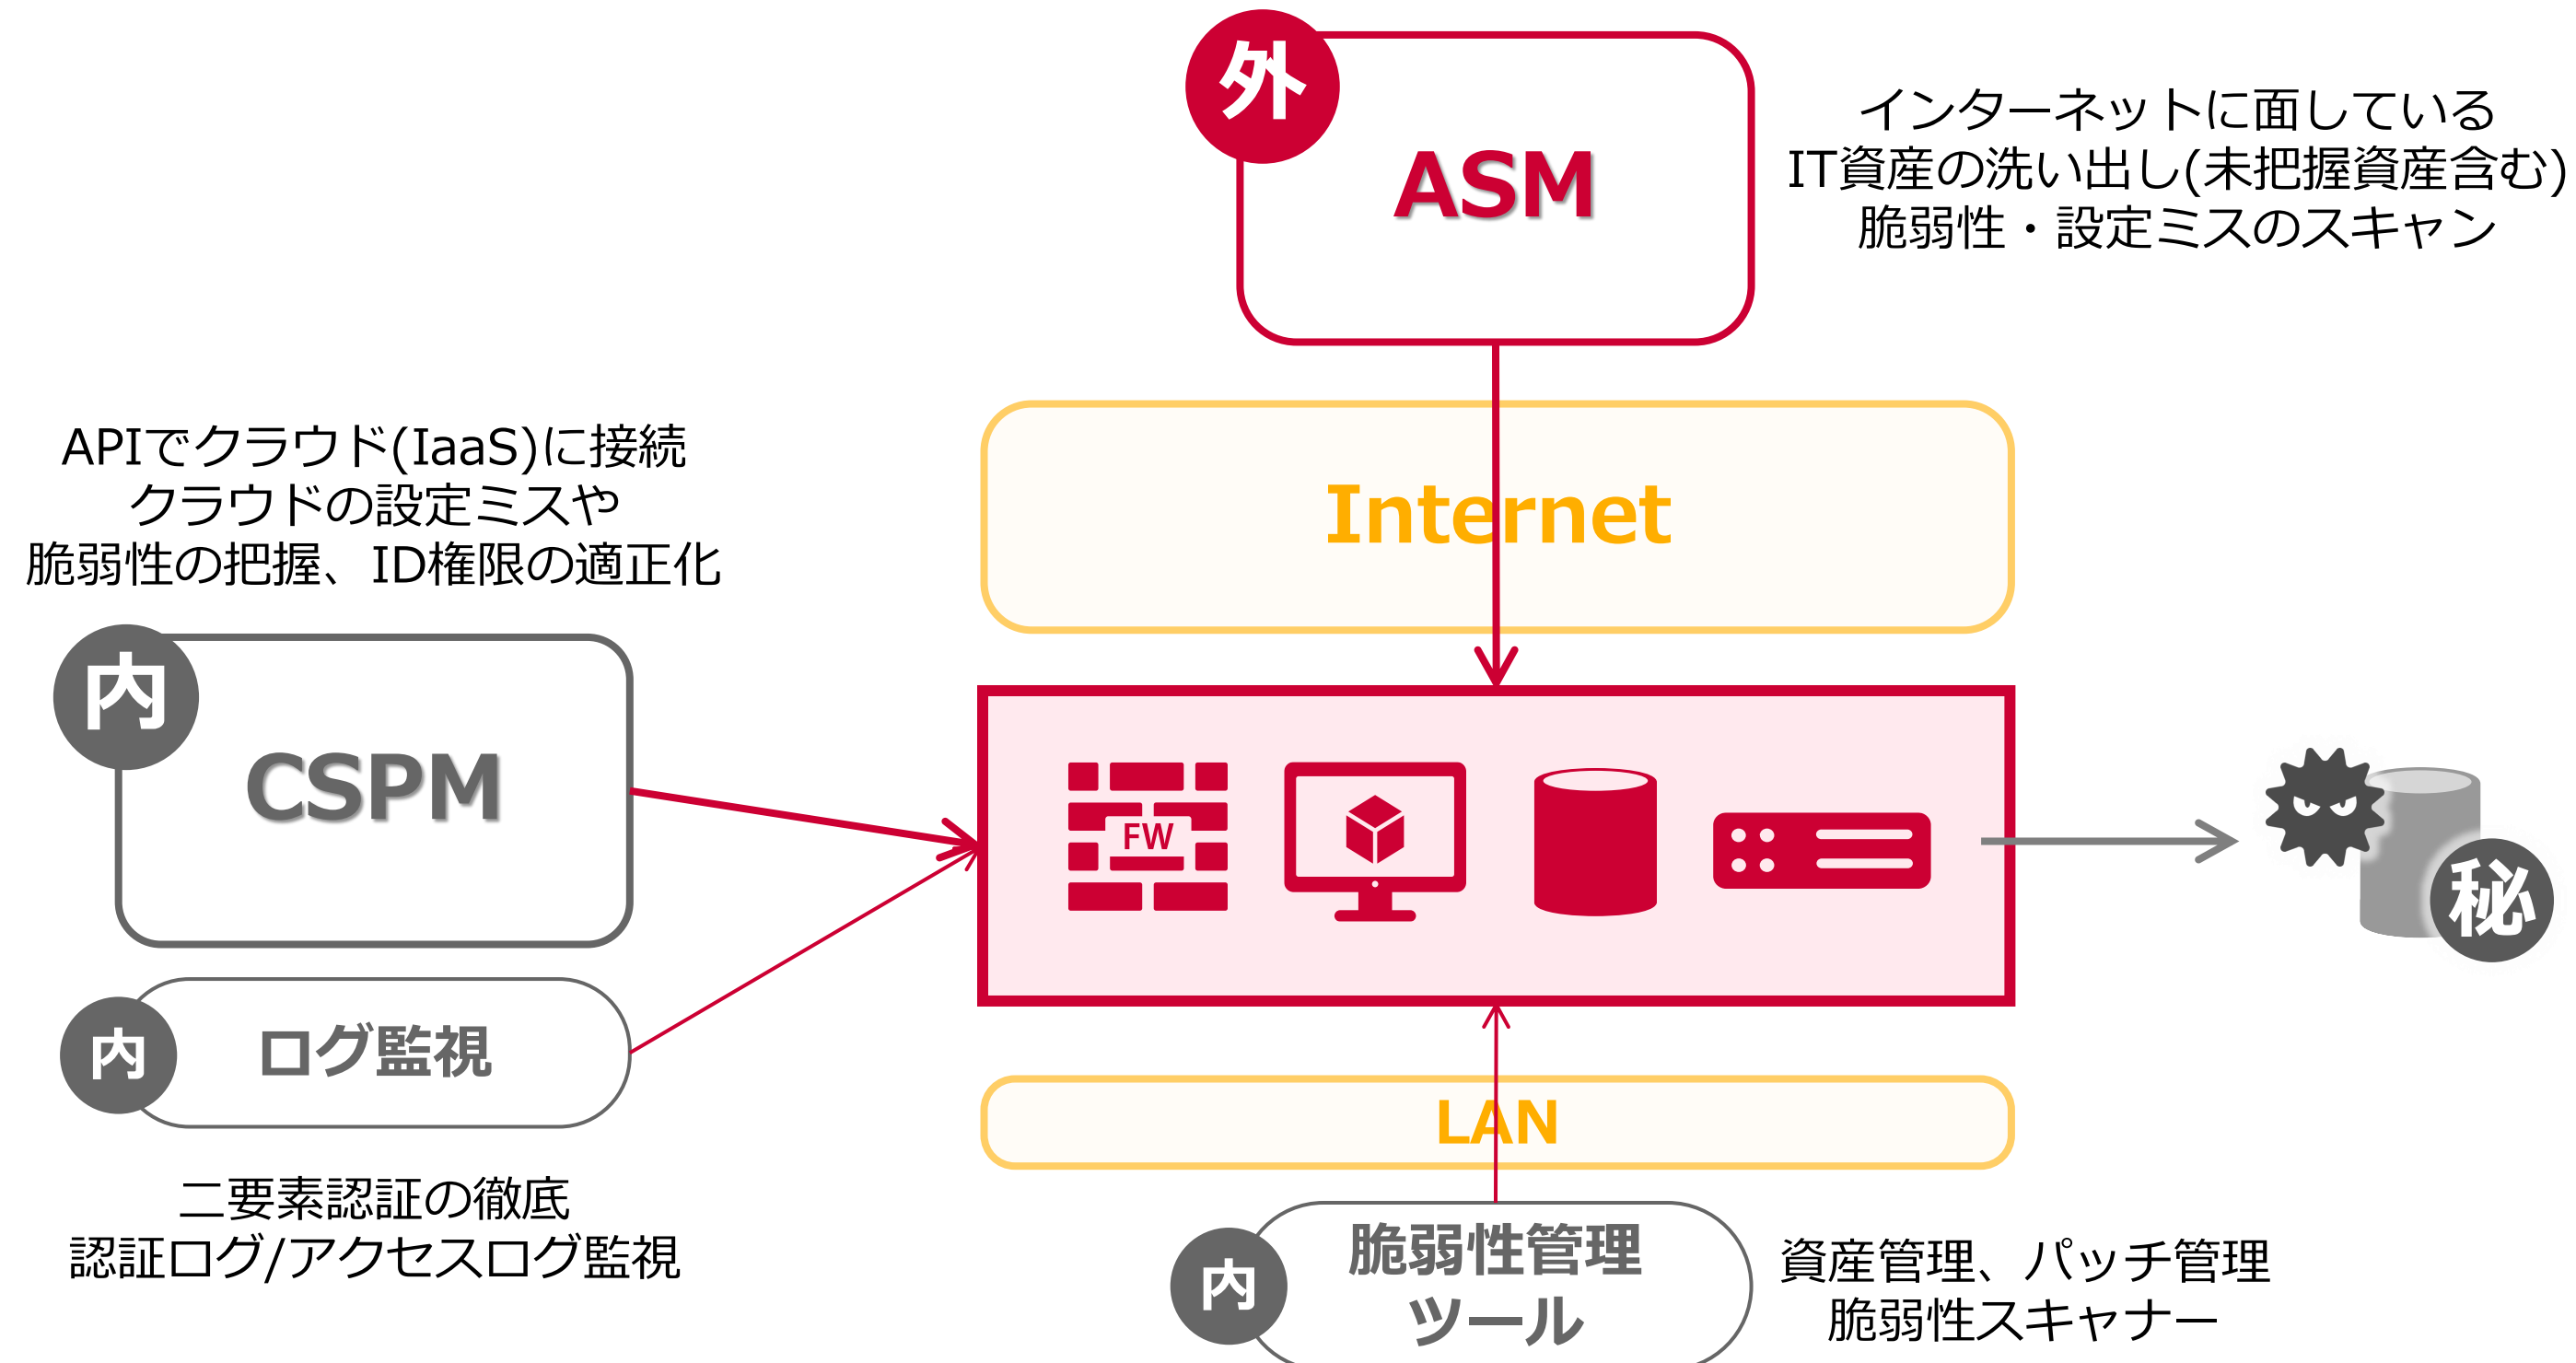 外
ASM
インターネットに面している
IT資産の洗い出し(未把握資産含む)
脆弱性・設定ミスのスキャン
APIでクラウド(IaaS)に接続
クラウドの設定ミスや
脆弱性の把握、ID権限の適正化
Internet
内
CSPM
FW
秘
内
ログ監視
LAN
二要素認証の徹底
認証ログ/アクセスログ監視
内
脆弱性管理
ツール
資産管理、パッチ管理
脆弱性スキャナー